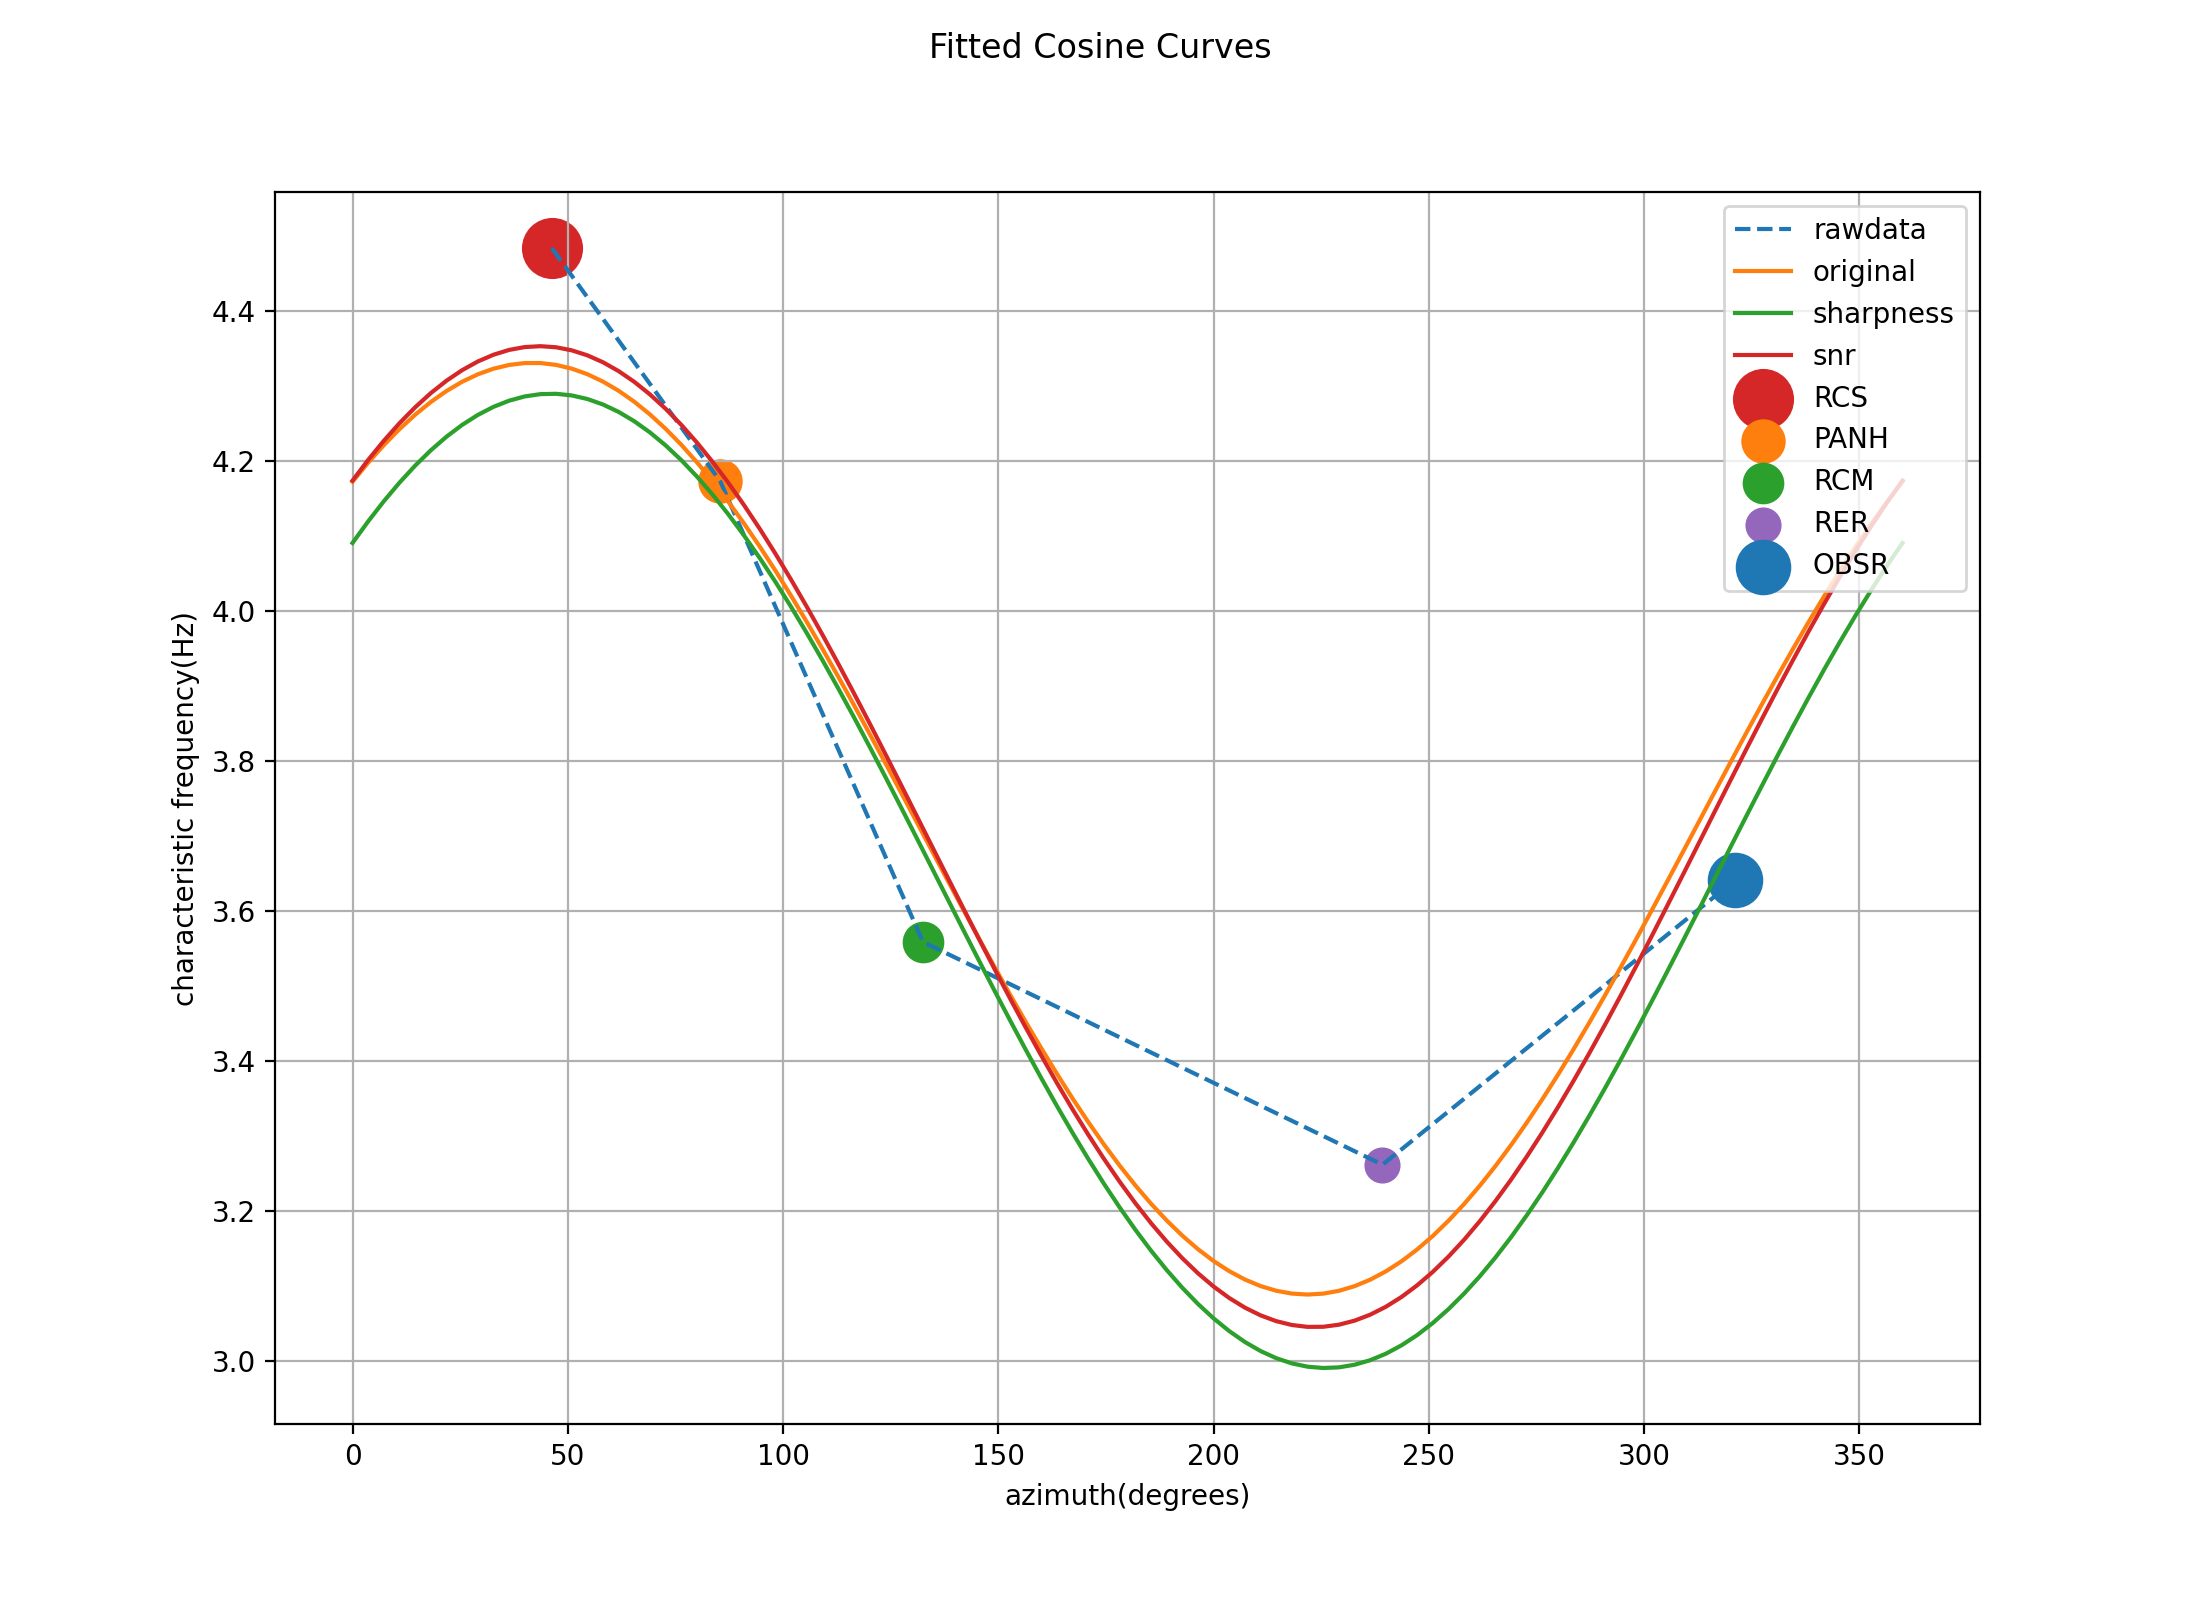 Fitted Cosine Curves
rawdata
original
sharpness
snr
RCS
PANH
RCM
RER
OBSR
4.4
4.2
4.0
3.8
3.6
3.4
3.2
3.0
characteristic frequency(Hz)
0 50 100 150 200 250 300 350
azimuth(degrees)